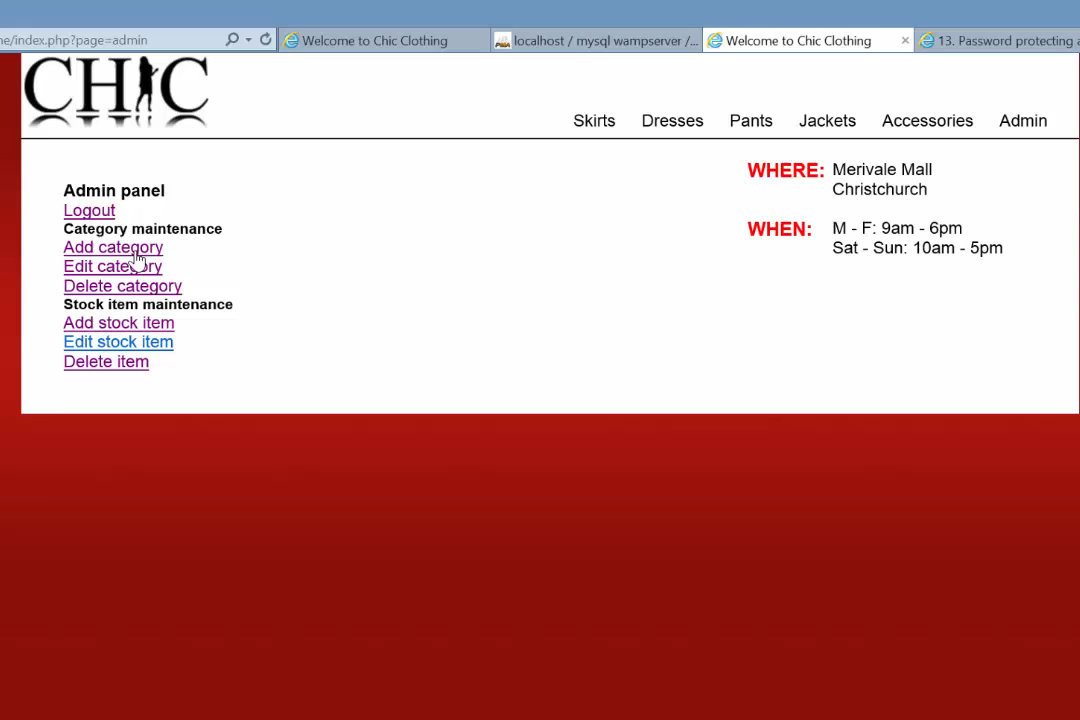 ne/index.php?page=admin
Welcome to Chic Clothing
localhost / mysql wampserver /...
Welcome to Chic Clothing
13. Password protecting a
CHIC
Skirts Dresses Pants Jackets Accessories Admin
WHERE: Merivale Mall
Christchurch
WHEN: M - F: 9am - 6pm
Sat - Sun: 10am - 5pm
Admin panel
Logout
Category maintenance
Add category
Edit category
Delete category
Stock item maintenance
Add stock item
Edit stock item
Delete item